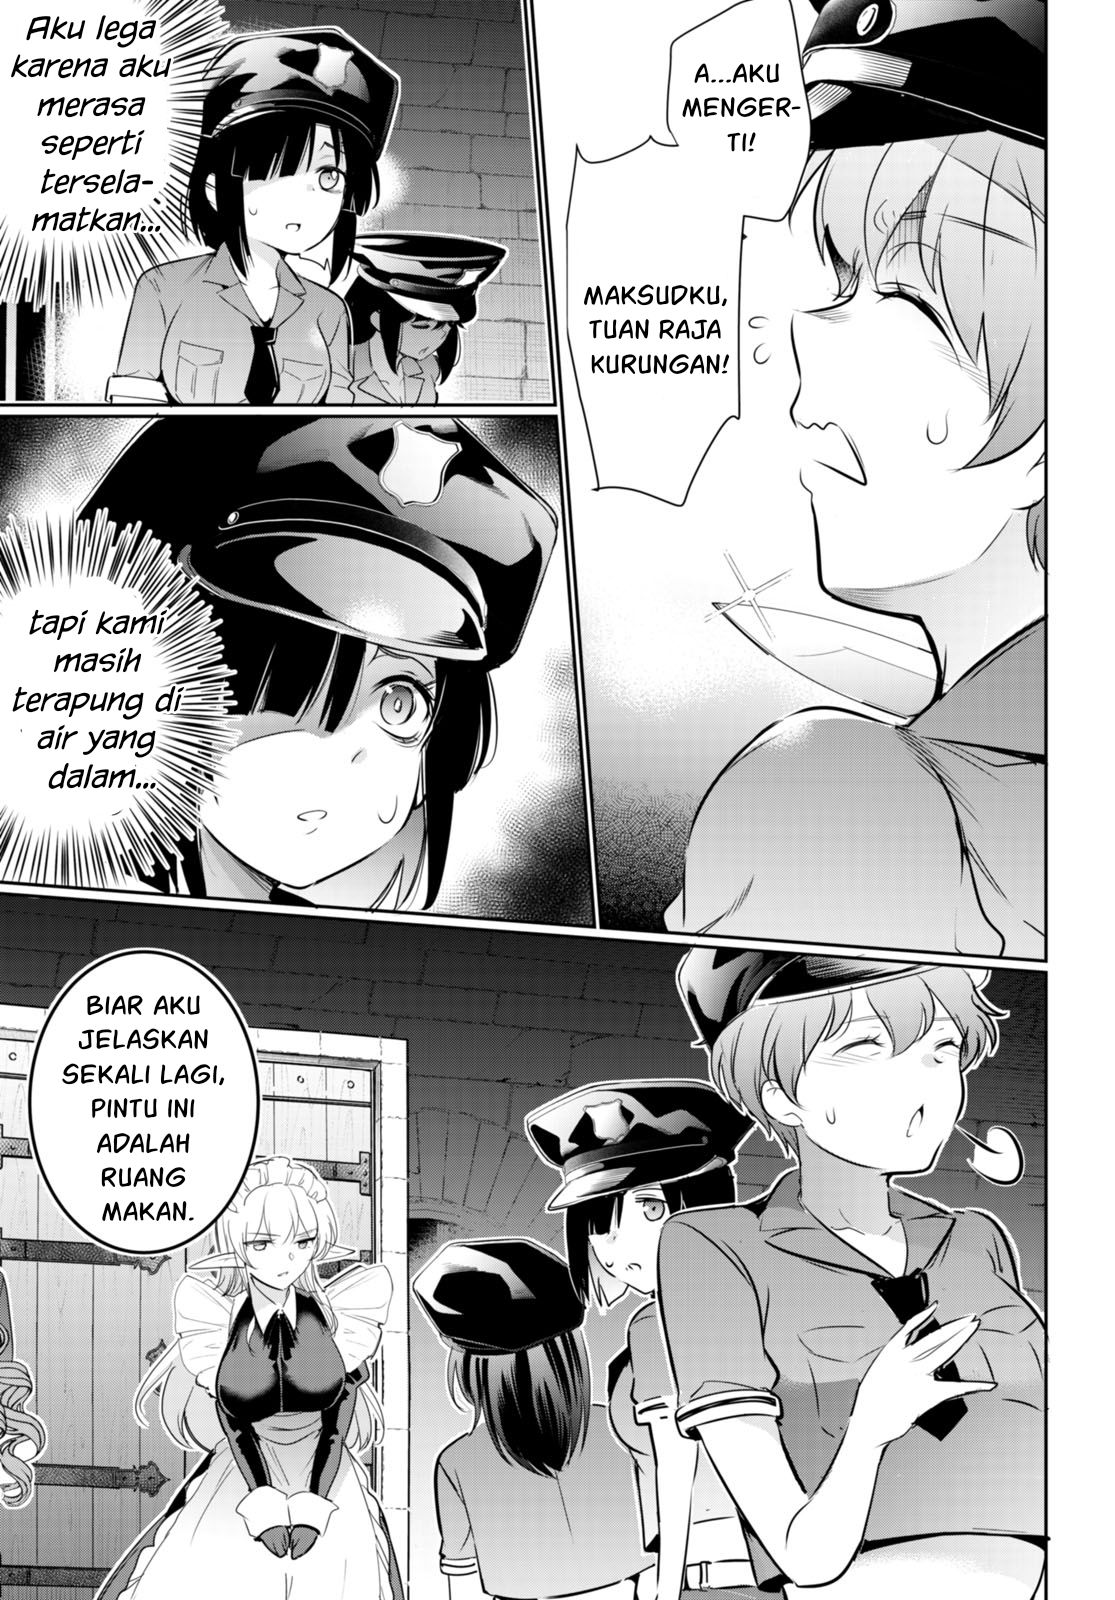 A...AKU
MENGER-
TI!
MAKSUDKU,
TUAN RAJA
KURUNGAN!
Aku lega
karena aku
merasa
seperti
tersela-
matkan...
tapi kami
masih
terapung di
air yang
dalam...
BIAR AKU
JELASKAN
SEKALI LAGI,
PINTU INI
ADALAH
RUANG
MAKAN.